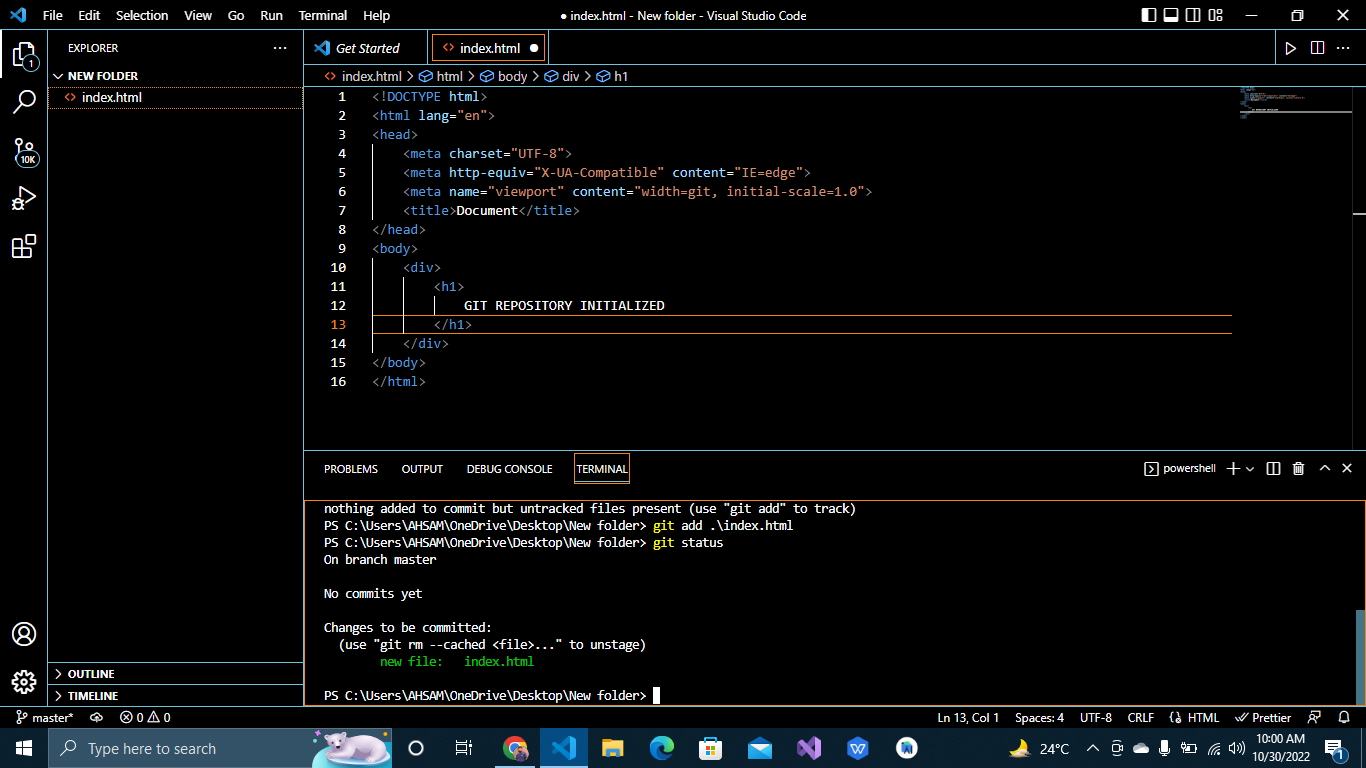 File Edit Selection View Go Run Terminal Help
● index.html - New folder - Visual Studio Code
EXPLORER ...
NEW FOLDER
index.html
1
10K
OUTLINE
TIMELINE
Get Started
index.html ●
index.html > html > body > div > h1
1 <!DOCTYPE html>
2 <html lang="en">
3 <head>
4 <meta charset="UTF-8">
5 <meta http-equiv="X-UA-Compatible" content="IE=edge">
6 <meta name="viewport" content="width=git, initial-scale=1.0">
7 <title>Document</title>
8 </head>
9 <body>
10 <div>
11 <h1>
12 GIT REPOSITORY INITIALIZED
13 </h1>
14 </div>
15 </body>
16 </html>
PROBLEMS OUTPUT DEBUG CONSOLE TERMINAL
powershell
nothing added to commit but untracked files present (use "git add" to track)
PS C:\Users\AHSAM\OneDrive\Desktop\New folder> git add .\index.html
PS C:\Users\AHSAM\OneDrive\Desktop\New folder> git status
On branch master
No commits yet
Changes to be committed:
(use "git rm --cached <file>..." to unstage)
new file: index.html
PS C:\Users\AHSAM\OneDrive\Desktop\New folder>
master* 0 0 Ln 13, Col 1 Spaces: 4 UTF-8 CRLF HTML Prettier
Type here to search
24°C
10:00 AM
10/30/2022
1